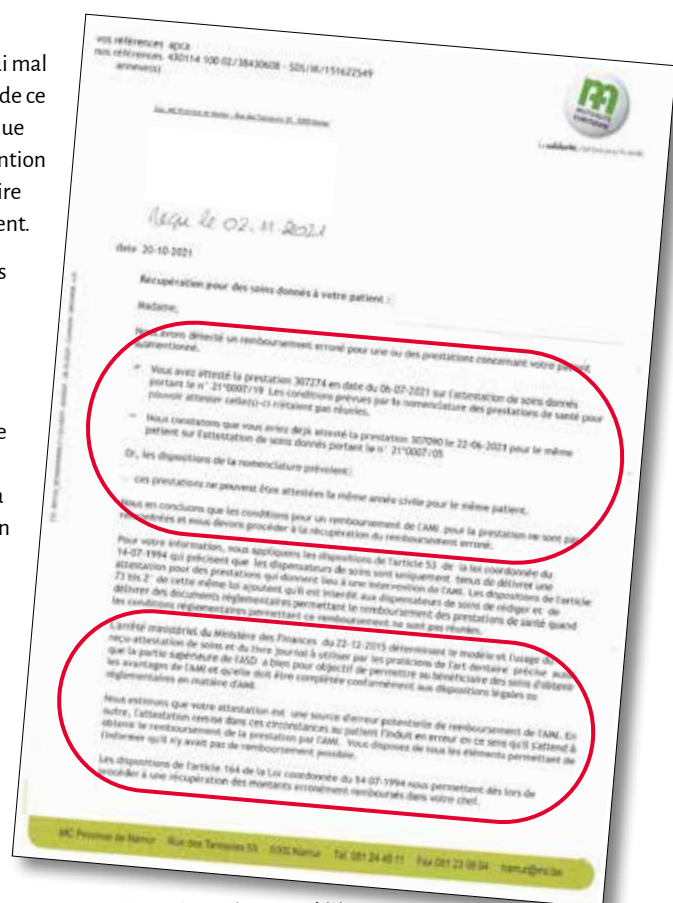 i mal
de ce
ue
ntion
ire
ent.
s
e
a
n
vos références apca
nos références 430114 100 02/38430608 - SDS/IK/151622549
annexe(s)
mutualité
chrétienne
La solidarité,
Reçu le 02.11.2021
date 20-10-2021
Récupération pour des soins donnés à votre patient :
Madame,
Nous avons détecté un remboursement erroné pour une ou des prestations concernant votre patient
susmentionné.
Vous avez attesté la prestation 307274 en date du 06-07-2021 sur l'attestation de soins donnés
portant le n° 21*0007/19 Les conditions prévues par la nomenclature des prestations de santé pour
pouvoir attester celle(s)-ci n'étaient pas réunies.
— Nous constatons que vous aviez déjà attesté la prestation 307090 le 22-06-2021 pour le même
patient sur l'attestation de soins donnés portant le n° 21*0007/05
Or, les dispositions de la nomenclature prévoient:
- ces prestations ne peuvent être attestées la même année civile pour le même patient.
Nous en concluons que les conditions pour un remboursement de l'AMI pour la prestation ne sont pas
rencontrées et nous devons procéder à la récupération du remboursement erroné.
Pour votre information, nous appliquons les dispositions de l'article 53 de la loi coordonnée du
14-07-1994 qui précisent que les dispensateurs de soins sont uniquement tenus de délivrer une
attestation pour des prestations qui donnent lieu à une intervention de l'AMI. Les dispositions de l'article
73 bis 2° de cette même loi ajoutent qu'il est interdit aux dispensateurs de soins de rédiger et de
délivrer des documents réglementaires permettant le remboursement des prestations de santé quand
les conditions réglementaires permettant ce remboursement ne sont pas réunies.
L'arrêté ministériel du Ministère des Finances du 22-12-2015 déterminant le modèle et l'usage du
reçu-attestation de soins et du livre journal à utiliser par les praticiens de l'art dentaire précise aussi
que la partie supérieure de l'ASD a bien pour objectif de permettre au bénéficiaire des soins d'obtenir
les avantages de l'AMI et qu'elle doit être complétée conformément aux dispositions légales ou
réglementaires en matière d'AMI.
Nous estimons que votre attestation est une source d'erreur potentielle de remboursement de l'AMI. En
outre, l'attestation remise dans ces circonstances au patient l'induit en erreur en ce sens qu'il s'attend à
obtenir le remboursement de la prestation par l'AMI. Vous disposez de tous les éléments permettant de
l'informer qu'il n'y avait pas de remboursement possible.
Les dispositions de l'article 164 de la Loi coordonnée du 14-07-1994 nous permettant dès lors de
procéder à une récupération des montants erronément remboursés dans votre chef.
MC Province de Namur Rue des Tanneries 55 5000 Namur Tél. 081 24 48 11 Fax 081 23 08 04 namur@mc.be